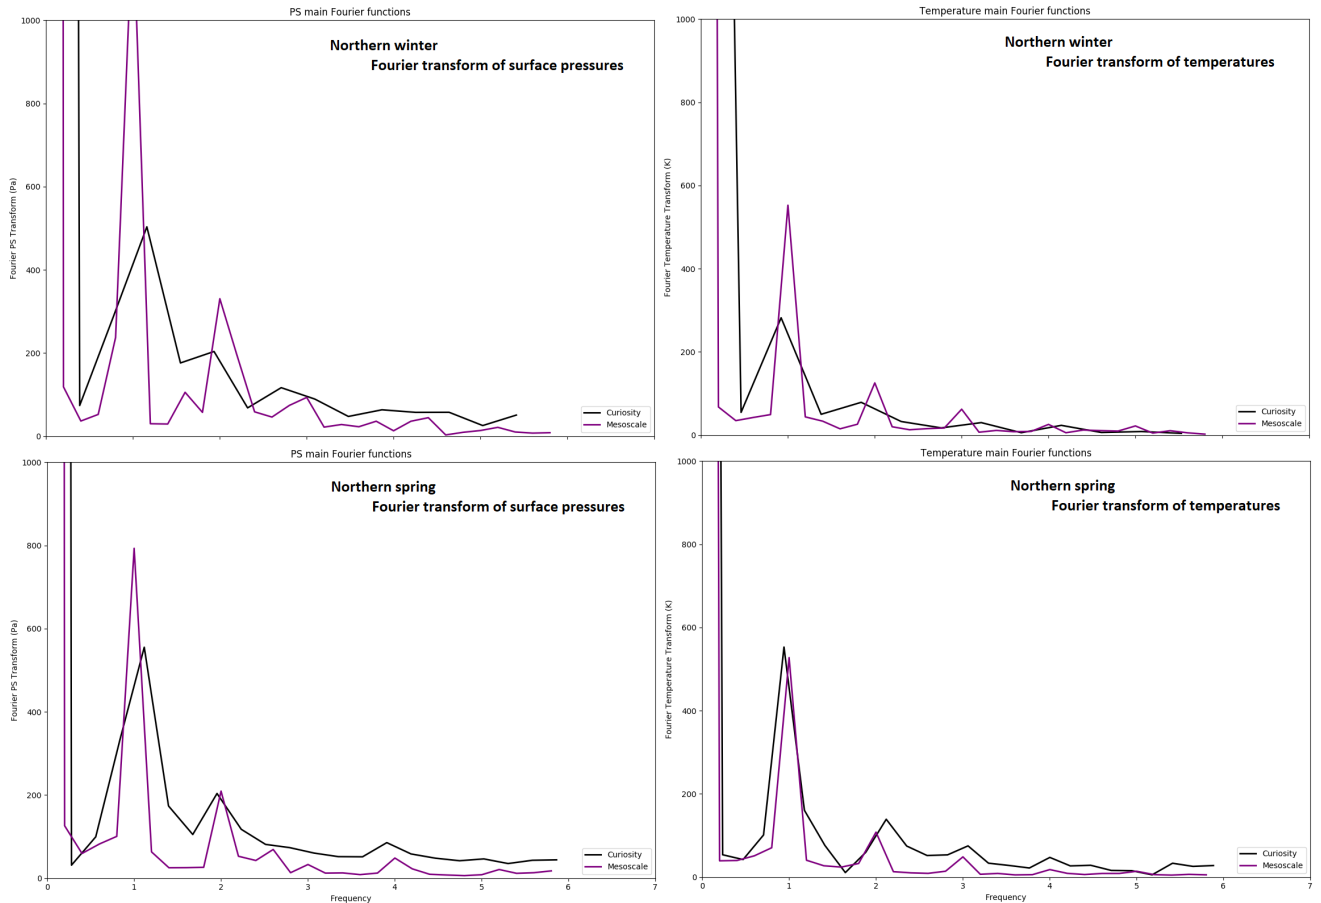 PS main Fourier functions
Northern winter
Fourier transform of surface pressures
Fourier PS Transform (Pa)
1000
800
600
400
200
0
Curiosity
Mesoscale
Temperature main Fourier functions
Northern winter
Fourier transform of temperatures
Fourier Temperature Transform (K)
1000
800
600
400
200
0
Curiosity
Mesoscale
PS main Fourier functions
Northern spring
Fourier transform of surface pressures
Fourier PS Transform (Pa)
1000
800
600
400
200
0
0 1 2 3 4 5 6 7
Frequency
Curiosity
Mesoscale
Temperature main Fourier functions
Northern spring
Fourier transform of temperatures
Fourier Temperature Transform (K)
1000
800
600
400
200
0
0 1 2 3 4 5 6 7
Frequency
Curiosity
Mesoscale